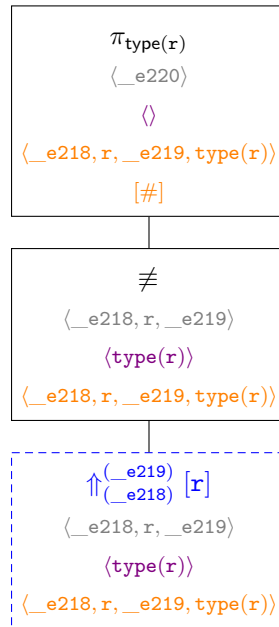 π_type(r)
⟨__e220⟩
⟨⟩
⟨__e218, r, __e219, type(r)⟩
[#]
≢
⟨__e218, r, __e219⟩
⟨type(r)⟩
⟨__e218, r, __e219, type(r)⟩
⇑^(__e219)_(__e218) [r]
⟨__e218, r, __e219⟩
⟨type(r)⟩
⟨__e218, r, __e219, type(r)⟩